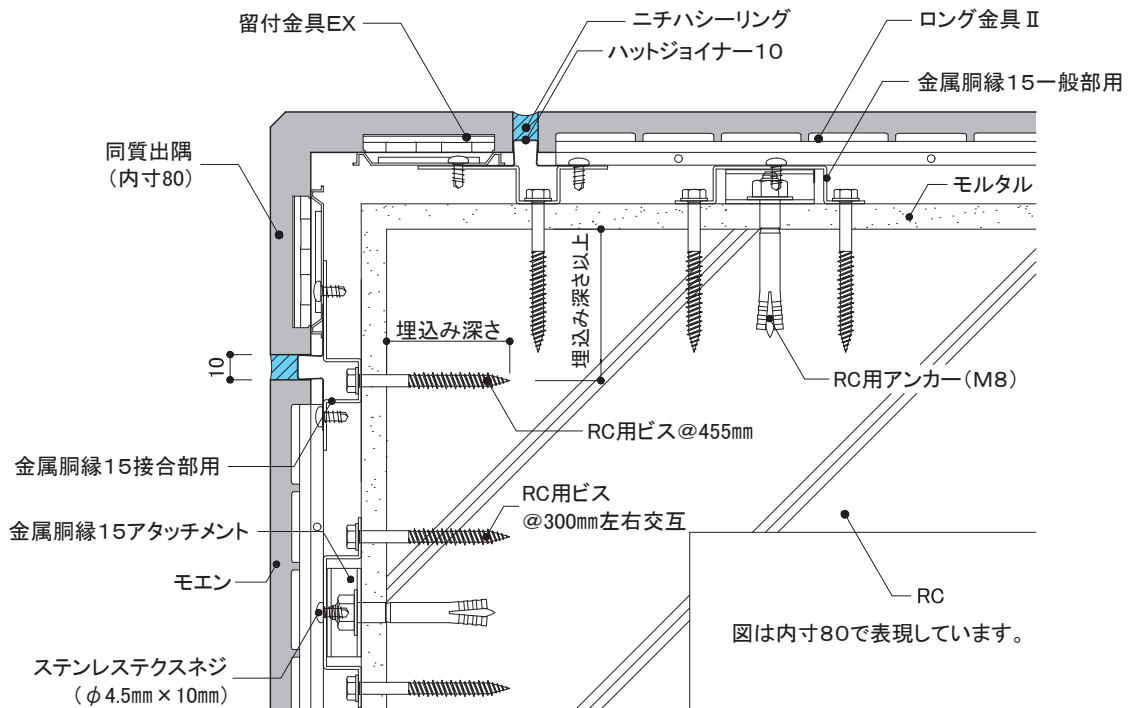 留付金具EX
ニチハシーリング
ハットジョイナー10
ロング金具Ⅱ
金属胴縁15一般部用
同質出隅
(内寸80)
モルタル
埋込み深さ以上
埋込み深さ
10
RC用アンカー(M8)
RC用ビス@455mm
金属胴縁15接合部用
RC用ビス
@300mm左右交互
金属胴縁15アタッチメント
モエン
RC
図は内寸80で表現しています。
ステンレステクスネジ
(φ4.5mm×10mm)